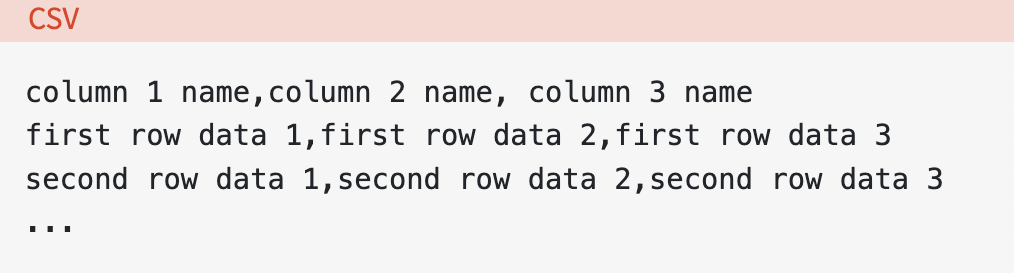 CSV
column 1 name,column 2 name, column 3 name
first row data 1,first row data 2,first row data 3
second row data 1,second row data 2,second row data 3
...